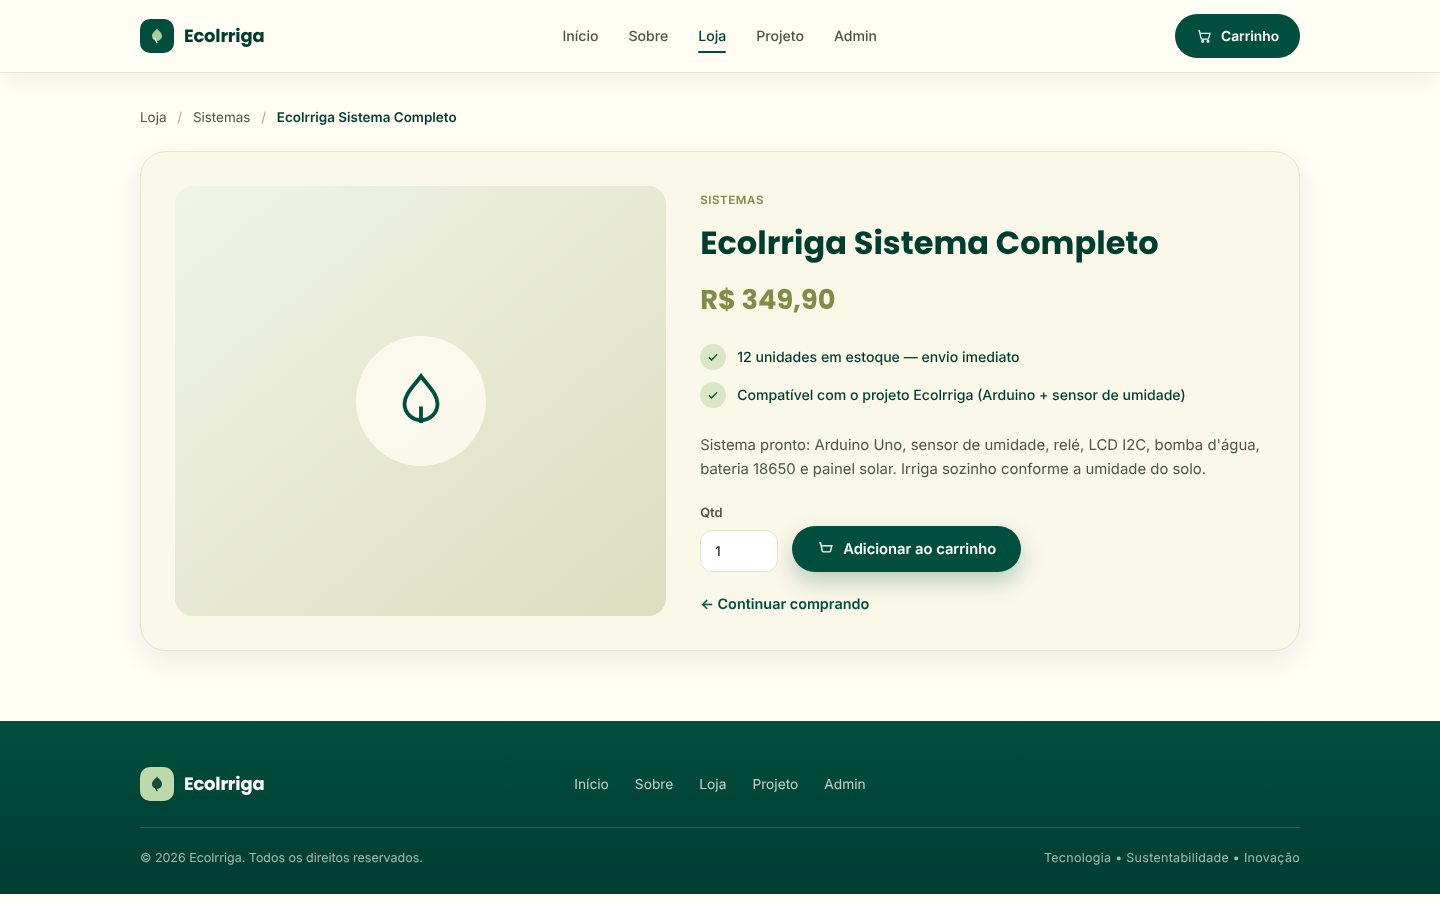 EcoIrriga
Início Sobre Loja Projeto Admin
Carrinho
Loja / Sistemas / EcoIrriga Sistema Completo
SISTEMAS
EcoIrriga Sistema Completo
R$ 349,90
12 unidades em estoque — envio imediato
Compatível com o projeto EcoIrriga (Arduino + sensor de umidade)
Sistema pronto: Arduino Uno, sensor de umidade, relé, LCD I2C, bomba d'água,
bateria 18650 e painel solar. Irriga sozinho conforme a umidade do solo.
Qtd
1
Adicionar ao carrinho
← Continuar comprando
EcoIrriga
Início Sobre Loja Projeto Admin
© 2026 EcoIrriga. Todos os direitos reservados.
Tecnologia • Sustentabilidade • Inovação